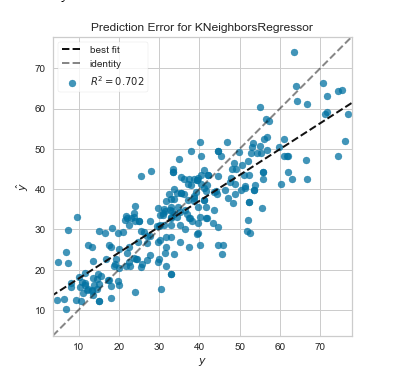 Prediction Error for KNeighborsRegressor
best fit
identity
R² = 0.702
70
60
50
40
30
20
10
ŷ
10 20 30 40 50 60 70
y